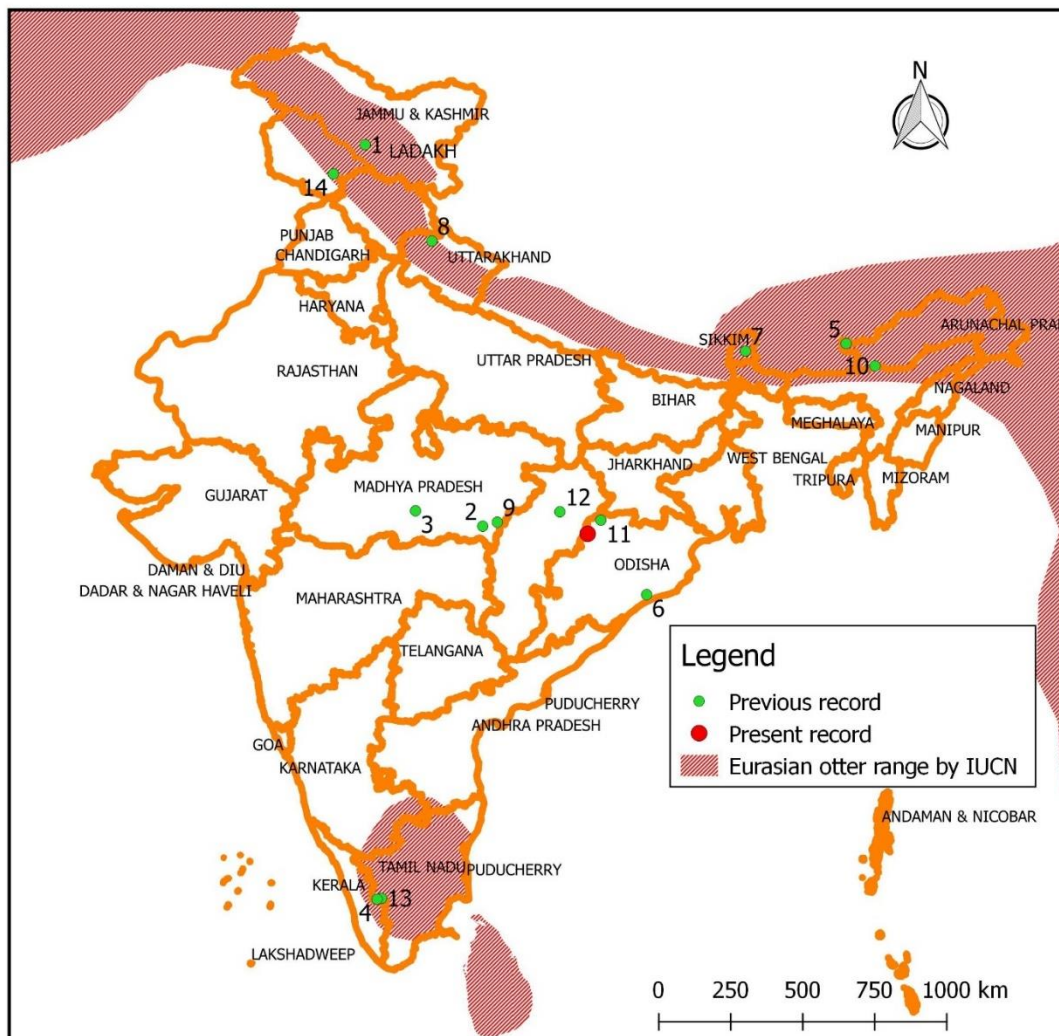 N
JAMMU & KASHMIR
1
LADAKH
14
8
PUNJAB
CHANDIGARH
UTTARAKHAND
HARYANA
SIKKIM
7
5
ARUNACHAL PRA
10
RAJASTHAN
UTTAR PRADESH
NAGALAND
BIHAR
MEGHALAYA
MANIPUR
JHARKHAND
WEST BENGAL
TRIPURA
MIZORAM
GUJARAT
MADHYA PRADESH
3
2
9
12
11
ODISHA
DAMAN & DIU
DADAR & NAGAR HAVELI
MAHARASHTRA
6
TELANGANA
Legend
Previous record
Present record
Eurasian otter range by IUCN
PUDUCHERRY
ANDHRA PRADESH
GOA
KARNATAKA
ANDAMAN & NICOBAR
TAMIL NADU
PUDUCHERRY
KERALA
4
13
LAKSHADWEEP
0 250 500 750 1000 km